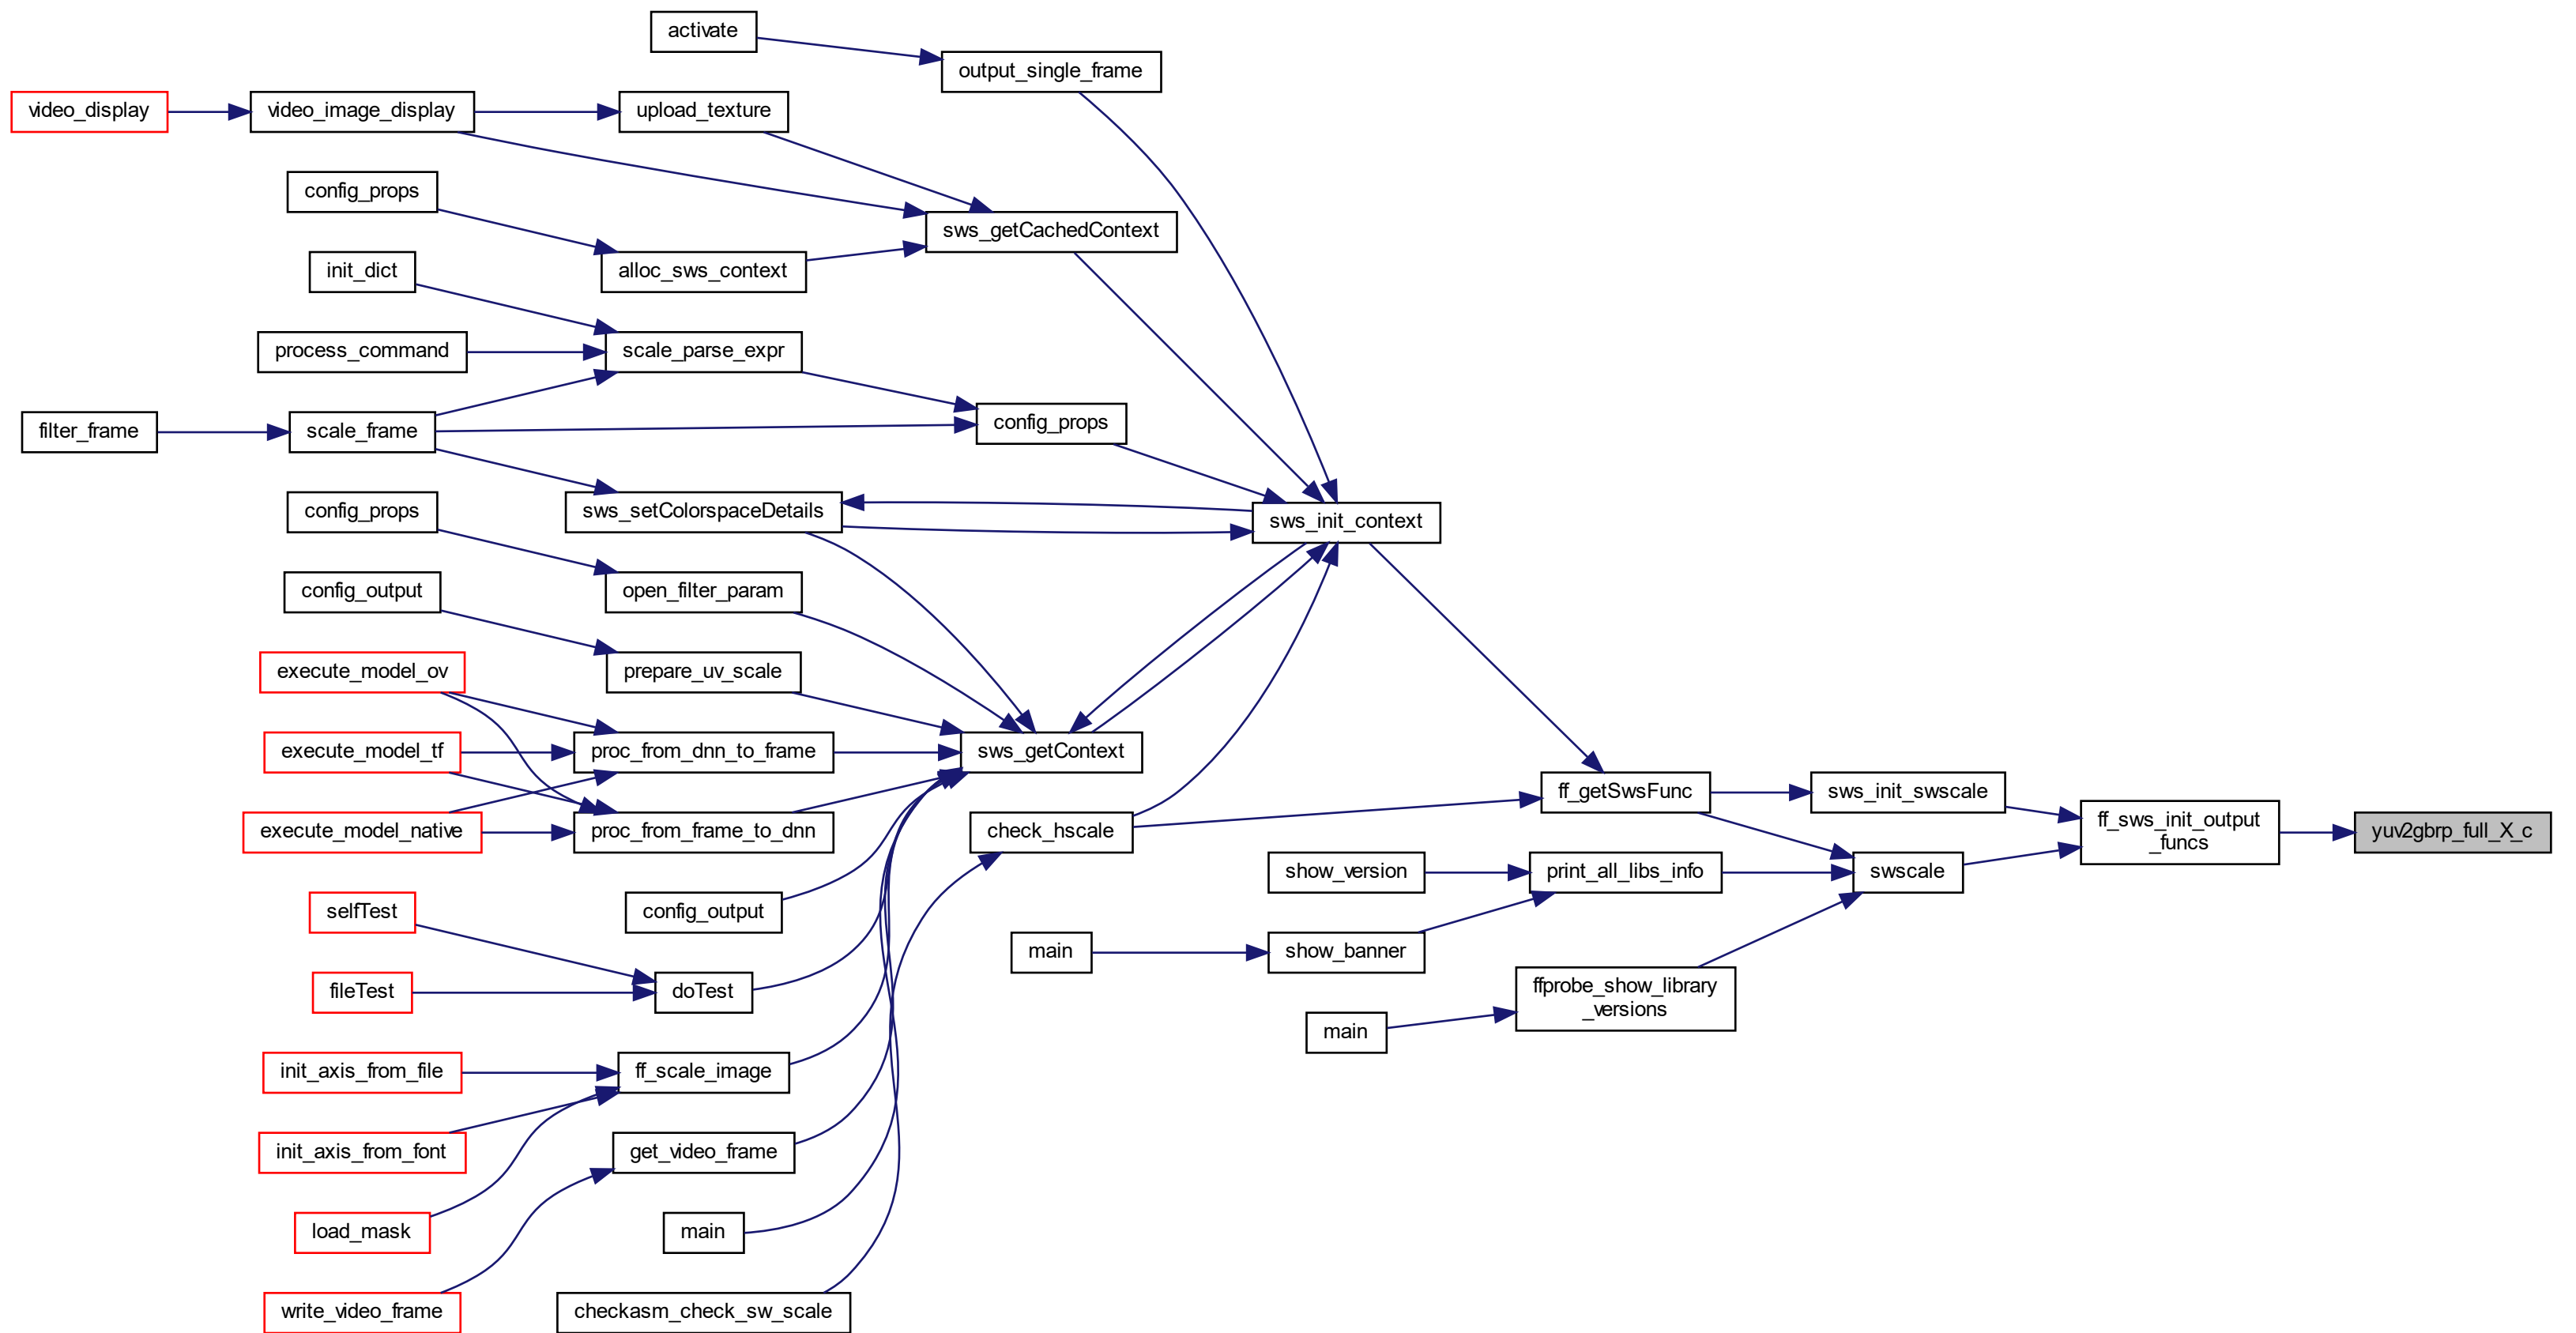 activate
output_single_frame
video_display
video_image_display
upload_texture
config_props
sws_getCachedContext
init_dict
alloc_sws_context
process_command
scale_parse_expr
filter_frame
scale_frame
config_props
config_props
sws_setColorspaceDetails
sws_init_context
config_output
open_filter_param
execute_model_ov
prepare_uv_scale
execute_model_tf
proc_from_dnn_to_frame
sws_getContext
execute_model_native
proc_from_frame_to_dnn
check_hscale
ff_getSwsFunc
sws_init_swscale
ff_sws_init_output
_funcs
yuv2gbrp_full_X_c
show_version
print_all_libs_info
swscale
selfTest
config_output
main
show_banner
fileTest
doTest
main
ffprobe_show_library
_versions
init_axis_from_file
ff_scale_image
init_axis_from_font
get_video_frame
load_mask
main
write_video_frame
checkasm_check_sw_scale